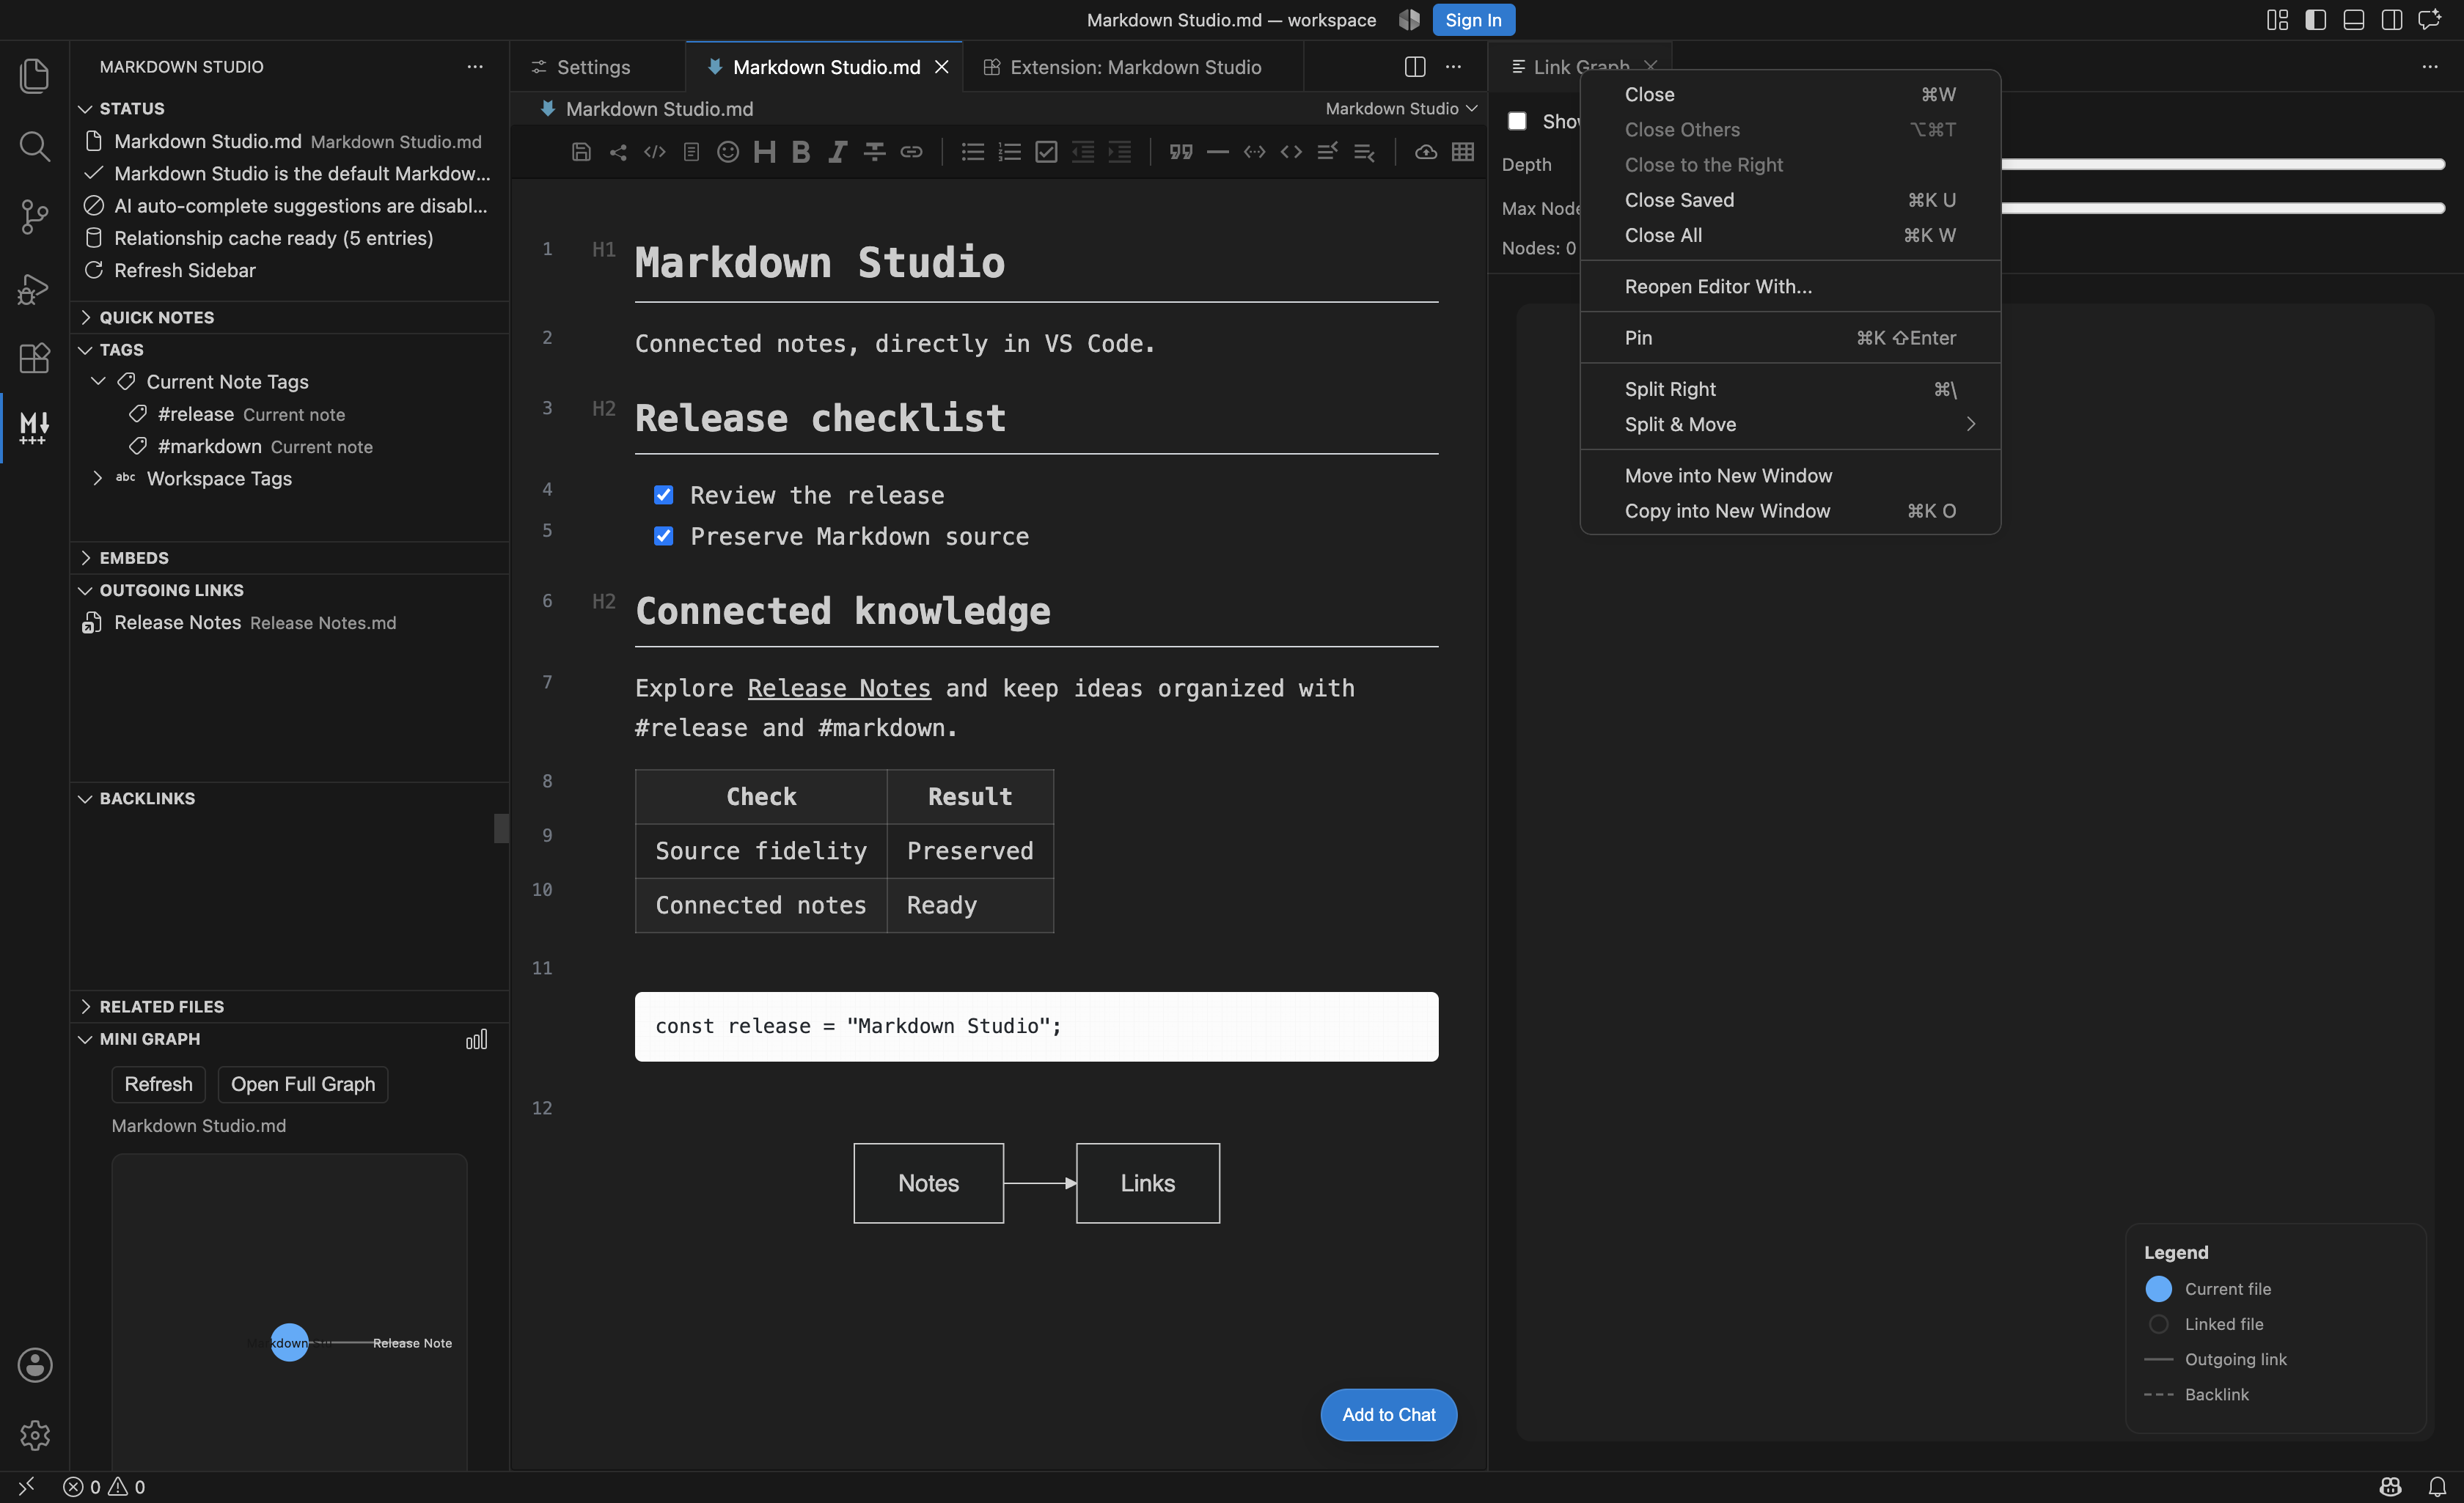 Markdown Studio.md — workspace
Sign In
MARKDOWN STUDIO
STATUS
Markdown Studio.md Markdown Studio.md
Markdown Studio is the default Markdow...
AI auto-complete suggestions are disabl...
Relationship cache ready (5 entries)
Refresh Sidebar
QUICK NOTES
TAGS
Current Note Tags
#release Current note
#markdown Current note
abc Workspace Tags
EMBEDS
OUTGOING LINKS
Release Notes Release Notes.md
BACKLINKS
RELATED FILES
MINI GRAPH
Refresh
Open Full Graph
Markdown Studio.md
Release Note
0
0
Settings
Markdown Studio.md
Extension: Markdown Studio
Markdown Studio.md
Markdown Studio
1 H1 Markdown Studio
2 Connected notes, directly in VS Code.
3 H2 Release checklist
4 Review the release
5 Preserve Markdown source
6 H2 Connected knowledge
7 Explore Release Notes and keep ideas organized with
#release and #markdown.
8 Check Result
9 Source fidelity Preserved
10 Connected notes Ready
11
const release = "Markdown Studio";
12
Notes
Links
Add to Chat
Link Graph
Depth
Nodes: 0
Close ⌘W
Close Others ⌥⌘T
Close to the Right
Close Saved ⌘K U
Close All ⌘K W
Reopen Editor With...
Pin ⌘K ⇧Enter
Split Right ⌘\
Split & Move
Move into New Window
Copy into New Window ⌘K O
Legend
Current file
Linked file
Outgoing link
Backlink